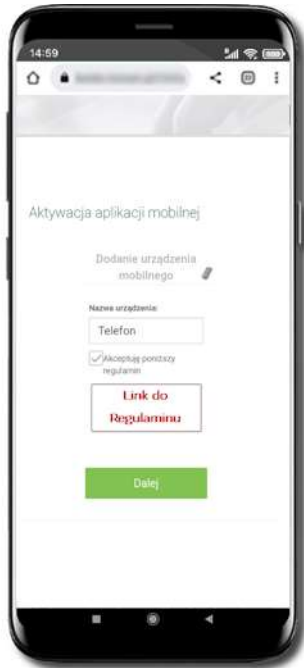 14:59
Aktywacja aplikacji mobilnej
Dodanie urządzenia
mobilnego
Nazwa urządzenia:
Telefon
Akceptuję poniższy
regulamin
Link do
Regulaminu
Dalej